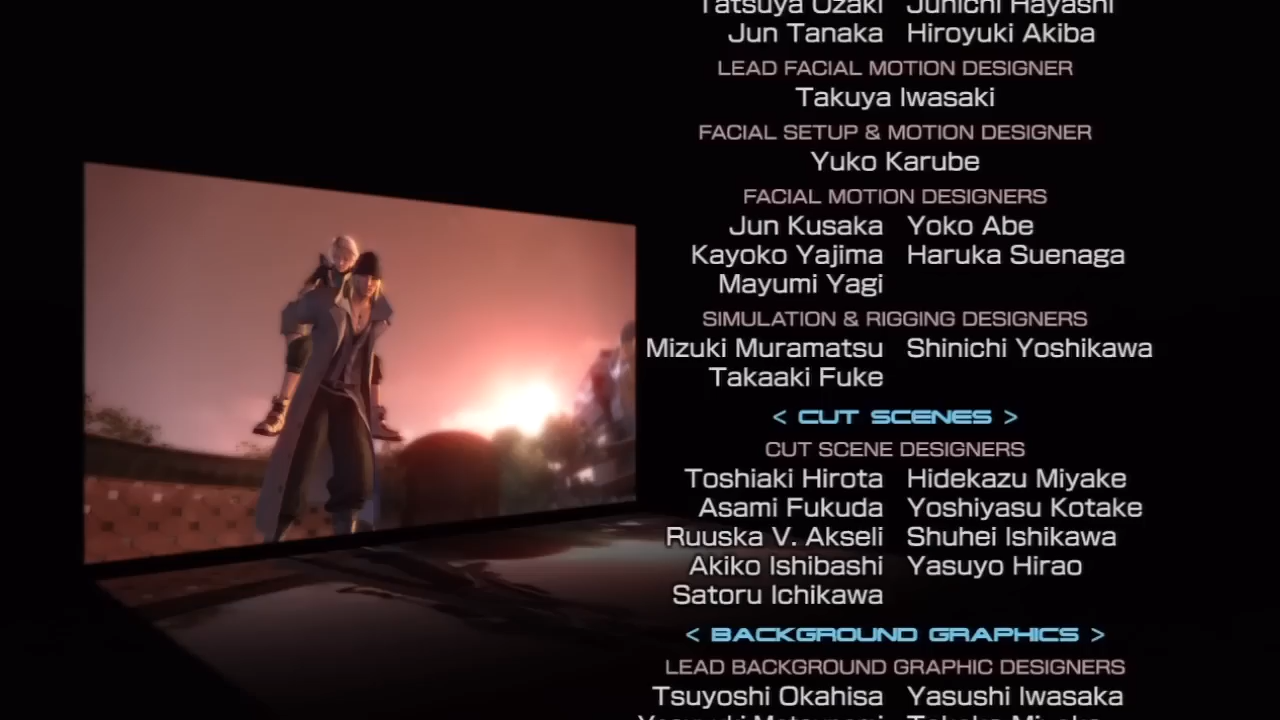 Tatsuya Ozaki Junichi Hayashi
Jun Tanaka Hiroyuki Akiba
LEAD FACIAL MOTION DESIGNER
Takuya Iwasaki
FACIAL SETUP & MOTION DESIGNER
Yuko Karube
FACIAL MOTION DESIGNERS
Jun Kusaka Yoko Abe
Kayoko Yajima Haruka Suenaga
Mayumi Yagi
SIMULATION & RIGGING DESIGNERS
Mizuki Muramatsu Shinichi Yoshikawa
Takaaki Fuke
< CUT SCENES >
CUT SCENE DESIGNERS
Toshiaki Hirota Hidekazu Miyake
Asami Fukuda Yoshiyasu Kotake
Ruuska V. Akseli Shuhei Ishikawa
Akiko Ishibashi Yasuyo Hirao
Satoru Ichikawa
< BACKGROUND GRAPHICS >
LEAD BACKGROUND GRAPHIC DESIGNERS
Tsuyoshi Okahisa Yasushi Iwasaka